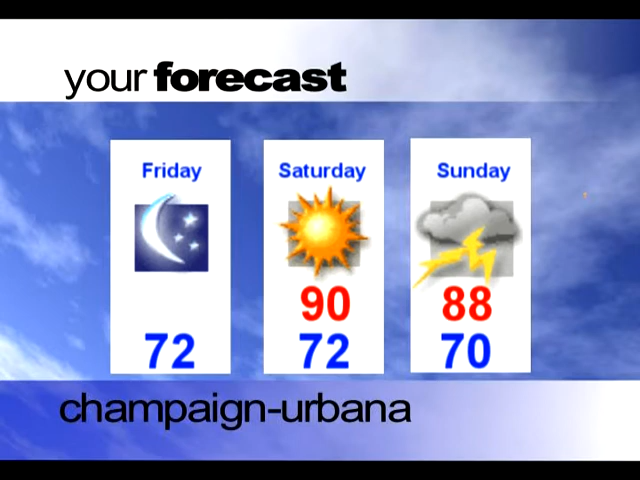 your forecast
Friday Saturday Sunday
90 88
72 72 70
champaign-urbana